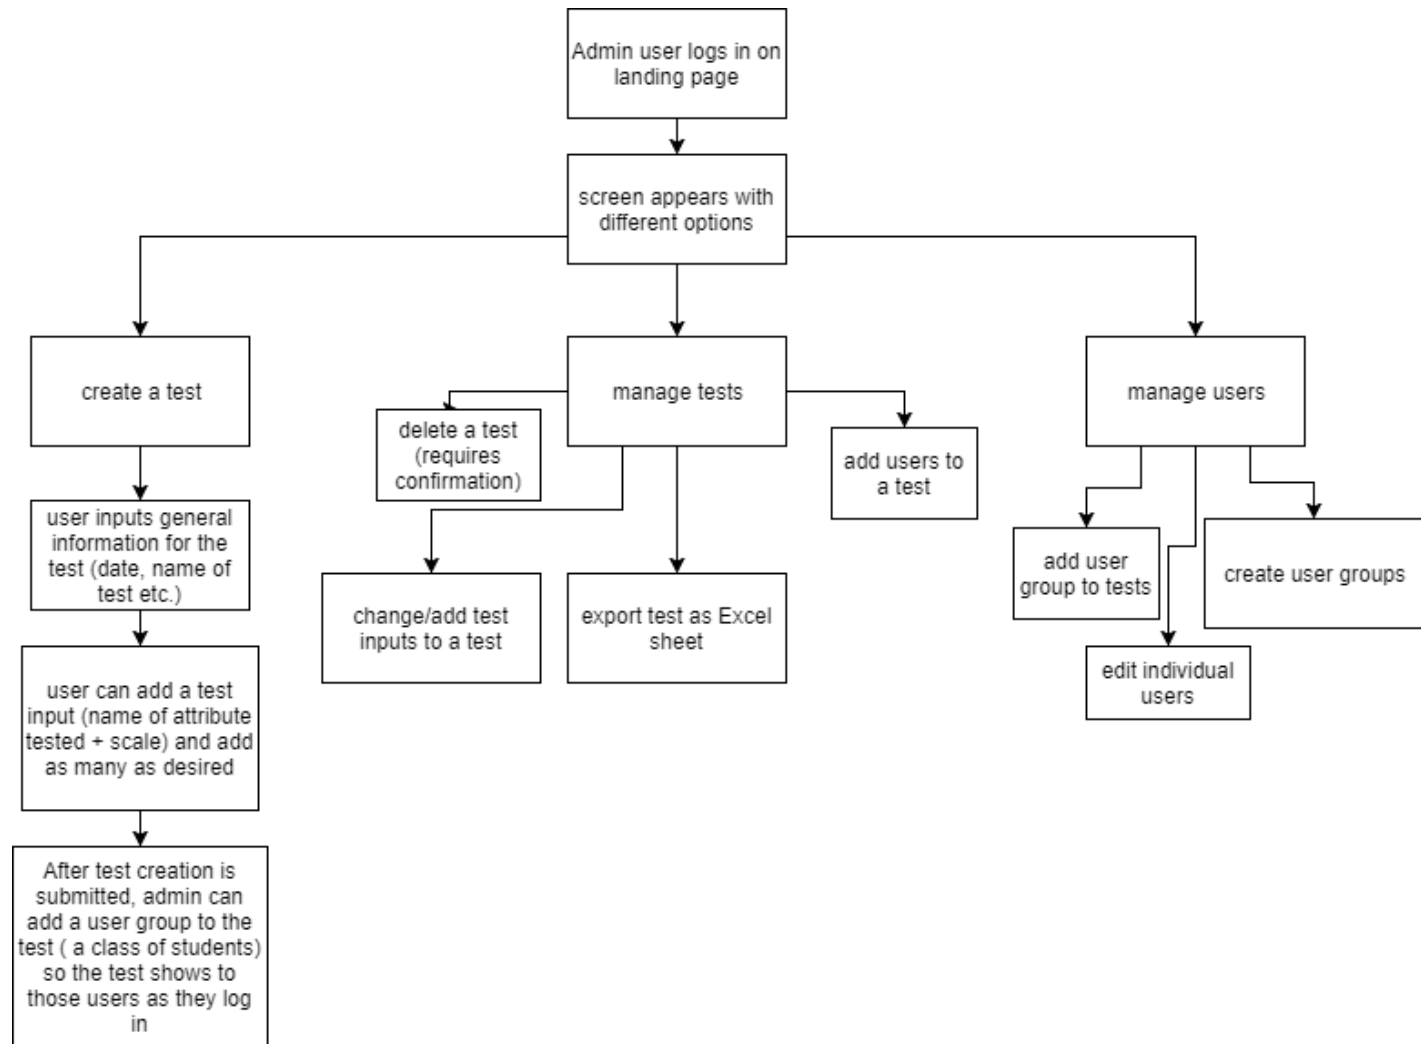 Admin user logs in on
landing page
screen appears with
different options
create a test
manage tests
manage users
delete a test
(requires
confirmation)
add users to
a test
user inputs general
information for the
test (date, name of
test etc.)
add user
group to tests
create user groups
change/add test
inputs to a test
export test as Excel
sheet
edit individual
users
user can add a test
input (name of attribute
tested + scale) and add
as many as desired
After test creation is
submitted, admin can
add a user group to the
test ( a class of students)
so the test shows to
those users as they log
in